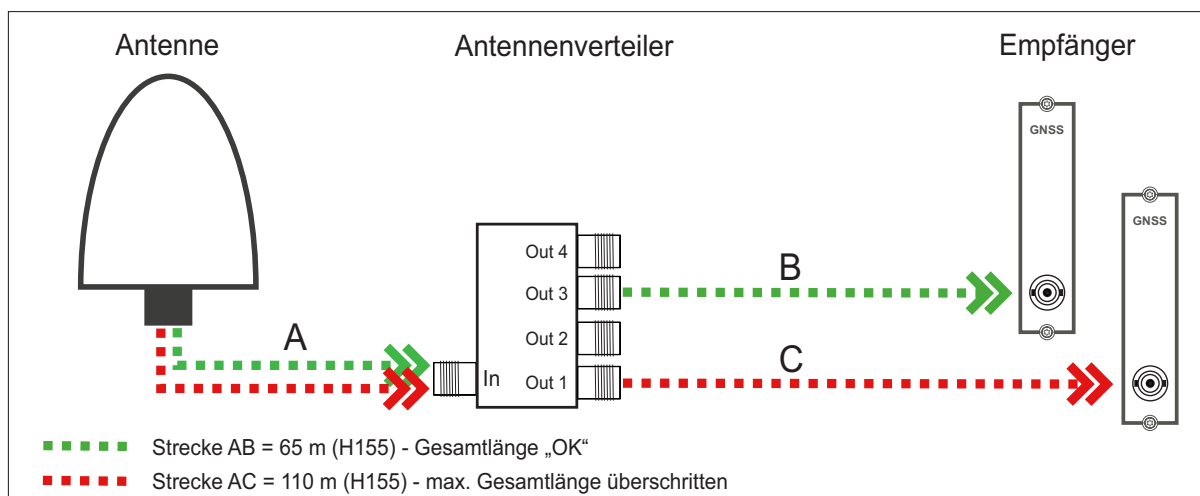 Antenne
Antennenverteiler
Empfänger
GNSS
GNSS
Out 4
Out 3
Out 2
Out 1
In
A
B
C
Strecke AB = 65 m (H155) - Gesamtlänge „OK“
Strecke AC = 110 m (H155) - max. Gesamtlänge überschritten